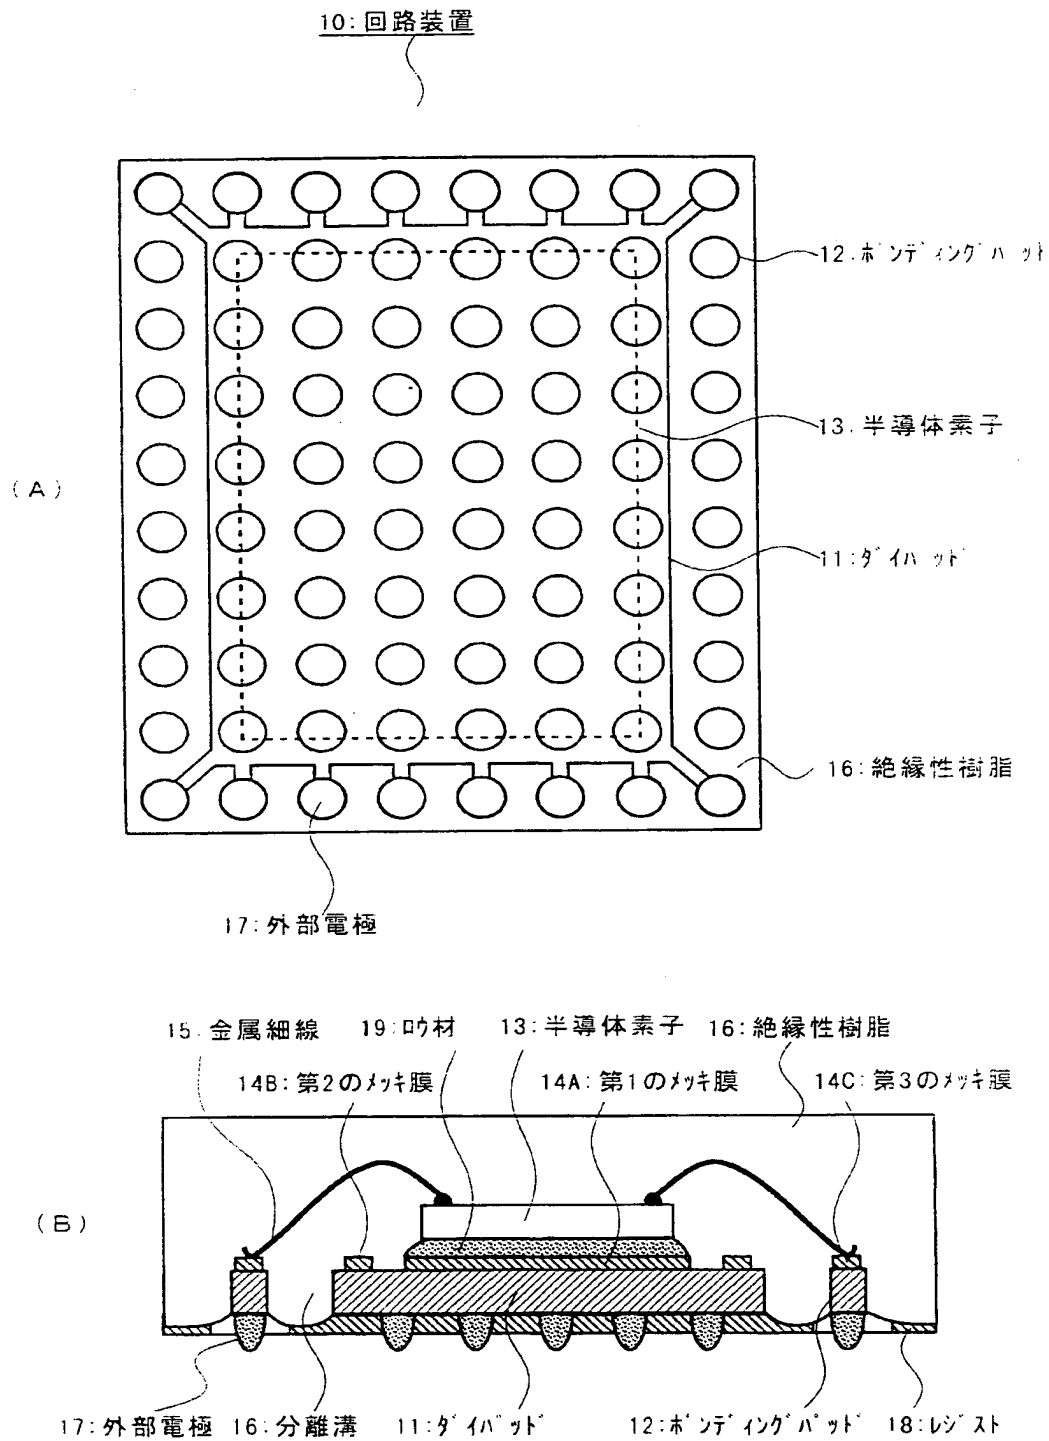 10:回路装置
12.ボンディングパット
13.半導体素子
(A)
11:ダイパッド
16:絶縁性樹脂
17:外部電極
15.金属細線 19:ロウ材 13:半導体素子 16:絶縁性樹脂
14B:第2のメッキ膜 14A:第1のメッキ膜 14C:第3のメッキ膜
(B)
17:外部電極 16:分離溝 11:ダイパッド 12:ボンディングパッド 18:レジスト